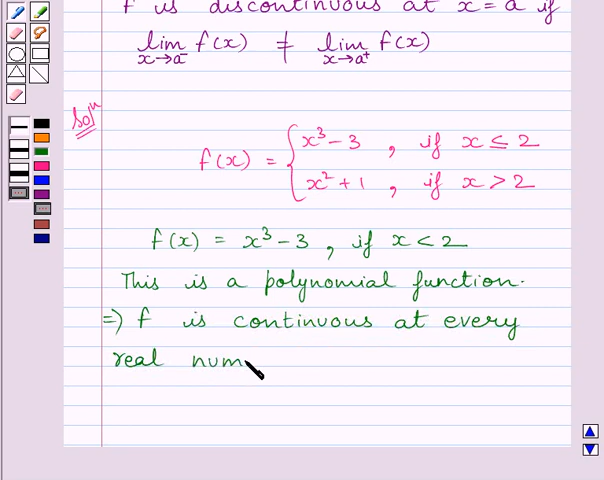 f is discontinuous at x = a if
lim x→a⁻ f(x) ≠ lim x→a⁺ f(x)
Solⁿ
f(x) = { x³ - 3 , if x ≤ 2
x² + 1 , if x > 2
f(x) = x³ - 3 , if x < 2
This is a polynomial function.
⇒ f is continuous at every
real num